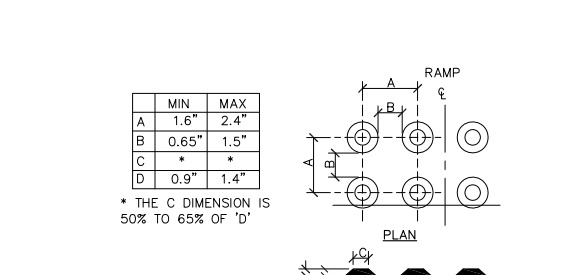 RAMP
℄
A
B
A
B
MIN MAX
A 1.6" 2.4"
B 0.65" 1.5"
C * *
D 0.9" 1.4"
* THE C DIMENSION IS
50% TO 65% OF 'D'
PLAN
C